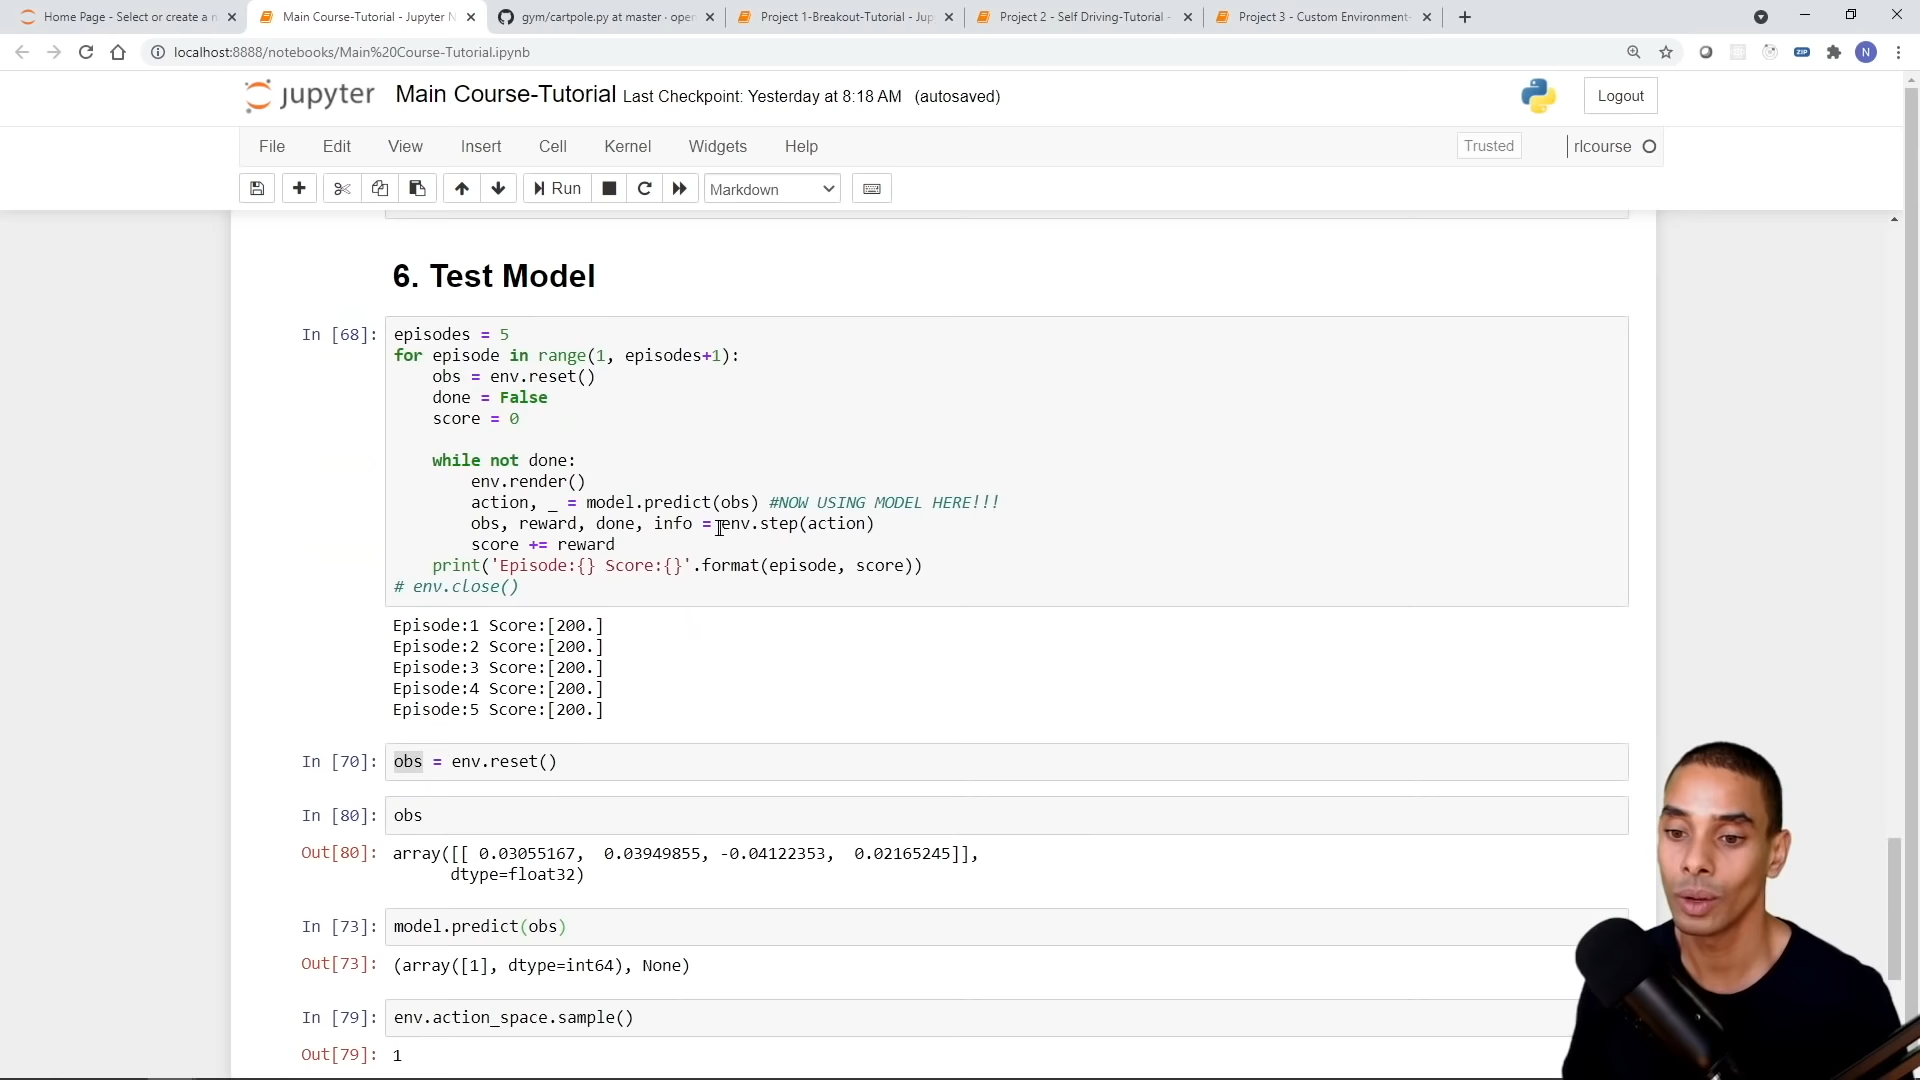 Home Page - Select or create a n
Main Course-Tutorial - Jupyter N
gym/cartpole.py at master · open
Project 1-Breakout-Tutorial - Jup
Project 2 - Self Driving-Tutorial -
Project 3 - Custom Environment-
localhost:8888/notebooks/Main%20Course-Tutorial.ipynb
ZIP
N
jupyter Main Course-Tutorial Last Checkpoint: Yesterday at 8:18 AM (autosaved)
Logout
File Edit View Insert Cell Kernel Widgets Help
Trusted
rlcourse
Run
Markdown
6. Test Model
In [68]: episodes = 5
for episode in range(1, episodes+1):
obs = env.reset()
done = False
score = 0
while not done:
env.render()
action, _ = model.predict(obs) #NOW USING MODEL HERE!!!
obs, reward, done, info = env.step(action)
score += reward
print('Episode:{} Score:{}'.format(episode, score))
# env.close()
Episode:1 Score:[200.]
Episode:2 Score:[200.]
Episode:3 Score:[200.]
Episode:4 Score:[200.]
Episode:5 Score:[200.]
In [70]: obs = env.reset()
In [80]: obs
Out[80]: array([[ 0.03055167, 0.03949855, -0.04122353, 0.02165245]],
dtype=float32)
In [73]: model.predict(obs)
Out[73]: (array([1], dtype=int64), None)
In [79]: env.action_space.sample()
Out[79]: 1